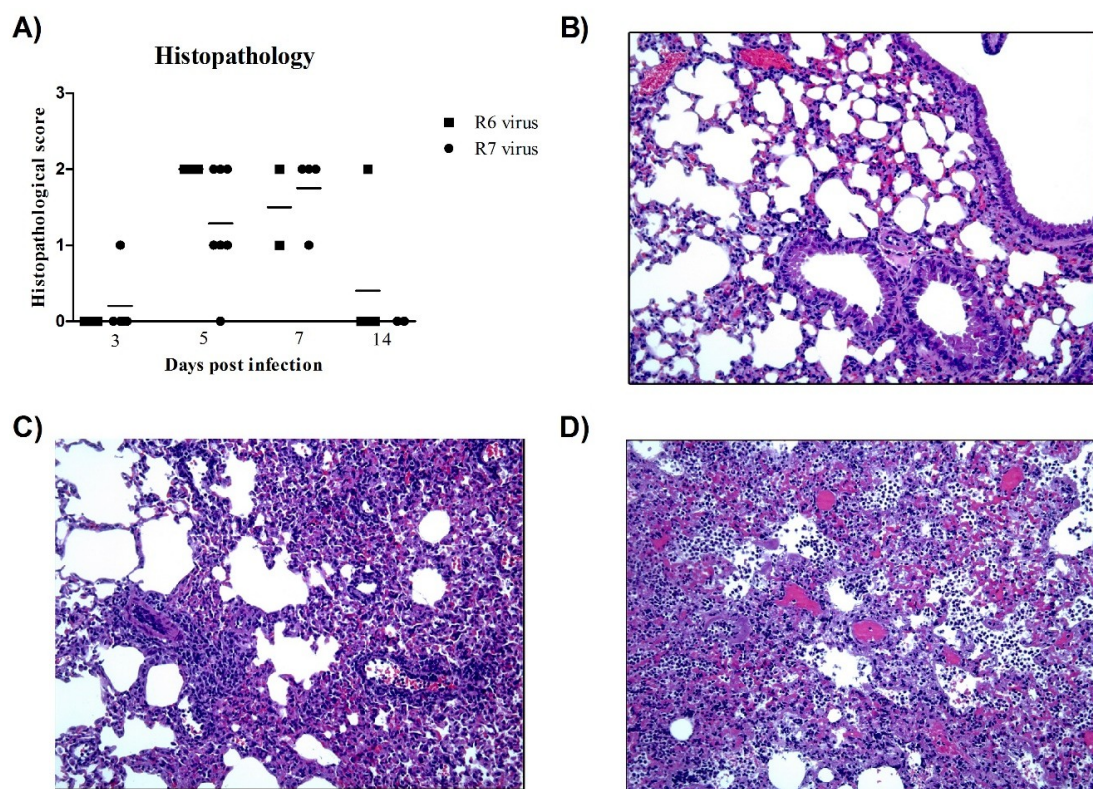 A)
Histopathology
3
2
1
0
Histopathological score
3 5 7 14
Days post infection
R6 virus
R7 virus
B)
C)
D)